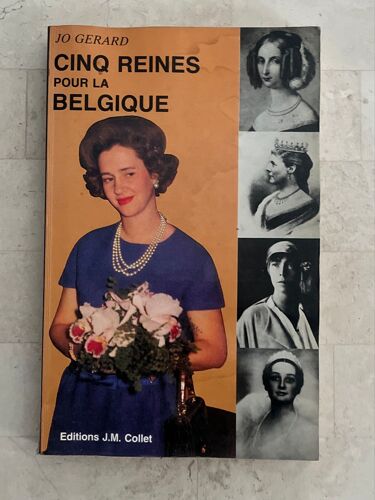 JO GERARD
CINQ REINES
POUR LA
BELGIQUE
Editions J.M. Collet